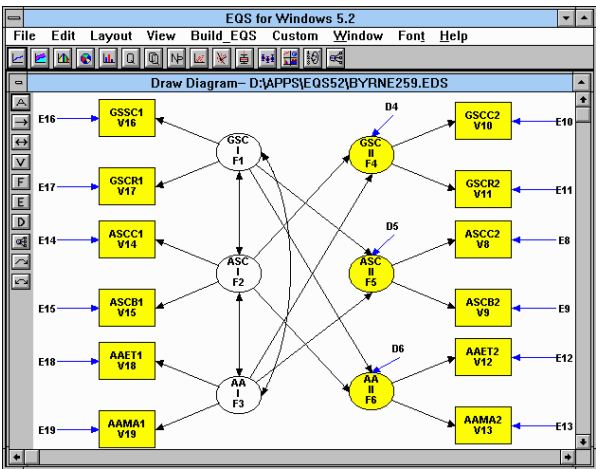 EQS for Windows 5.2
File Edit Layout View Build_EQS Custom Window Font Help
Draw Diagram– D:\APPS\EQS52\BYRNE259.EDS
A
V
F
E
D
E16
GSSC1
V16
E17
GSCR1
V17
E14
ASCC1
V14
E15
ASCB1
V15
E18
AAET1
V18
E19
AAMA1
V19
GSC
I
F1
ASC
I
F2
AA
I
F3
D4
GSC
II
F4
D5
ASC
II
F5
D6
AA
II
F6
GSCC2
V10
E10
GSCR2
V11
E11
ASCC2
V8
E8
ASCB2
V9
E9
AAET2
V12
E12
AAMA2
V13
E13